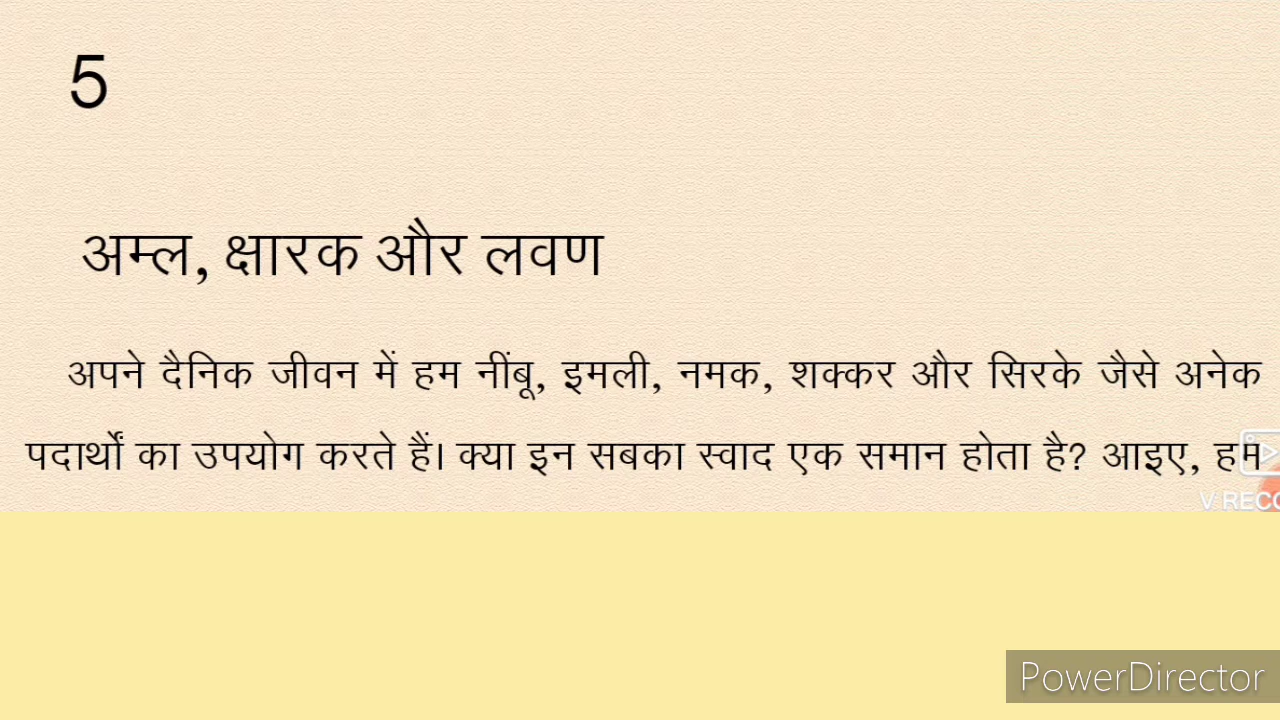 5
अम्ल, क्षारक और लवण
अपने दैनिक जीवन में हम नींबू, इमली, नमक, शक्कर और सिरके जैसे अनेक
पदार्थों का उपयोग करते हैं। क्या इन सबका स्वाद एक समान होता है? आइए, हम
V RECO
PowerDirector